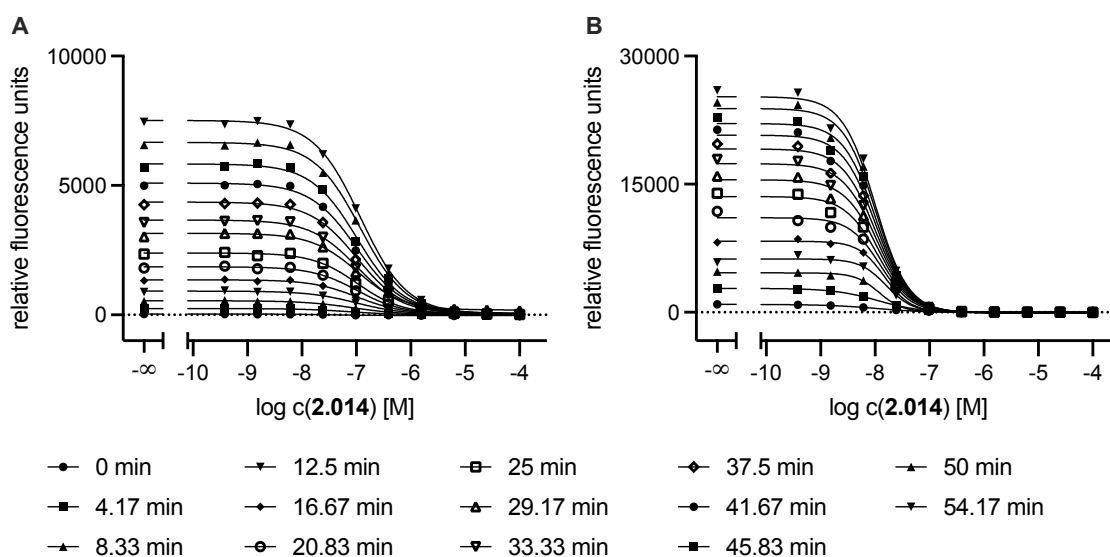 A
relative fluorescence units
10000
5000
0
-∞ -10 -9 -8 -7 -6 -5 -4
log c(2.014) [M]
B
relative fluorescence units
30000
15000
0
-∞ -10 -9 -8 -7 -6 -5 -4
log c(2.014) [M]
0 min 12.5 min 25 min 37.5 min 50 min
4.17 min 16.67 min 29.17 min 41.67 min 54.17 min
8.33 min 20.83 min 33.33 min 45.83 min